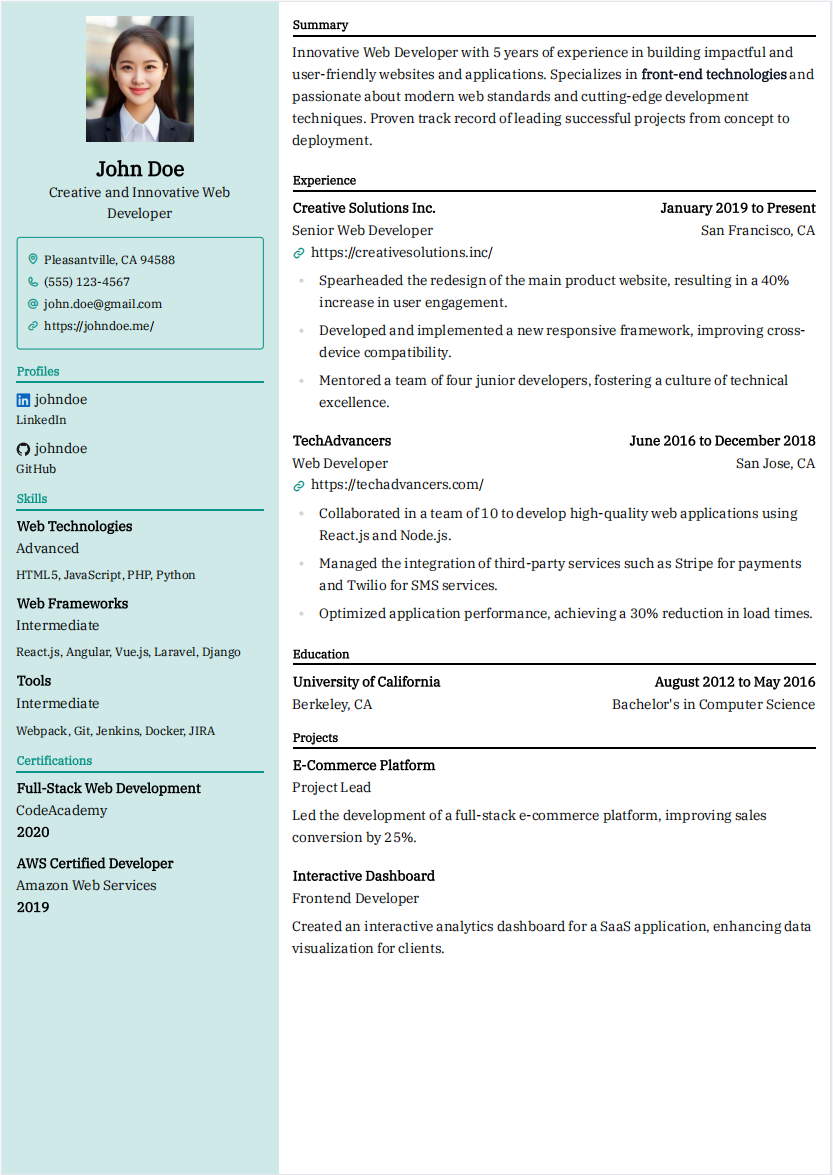 John Doe
Creative and Innovative Web
Developer
Pleasantville, CA 94588
(555) 123-4567
john.doe@gmail.com
https://johndoe.me/
Profiles
johndoe
LinkedIn
johndoe
GitHub
Skills
Web Technologies
Advanced
HTML5, JavaScript, PHP, Python
Web Frameworks
Intermediate
React.js, Angular, Vue.js, Laravel, Django
Tools
Intermediate
Webpack, Git, Jenkins, Docker, JIRA
Certifications
Full-Stack Web Development
CodeAcademy
2020
AWS Certified Developer
Amazon Web Services
2019
Summary
Innovative Web Developer with 5 years of experience in building impactful and
user-friendly websites and applications. Specializes in front-end technologies and
passionate about modern web standards and cutting-edge development
techniques. Proven track record of leading successful projects from concept to
deployment.
Experience
Creative Solutions Inc. January 2019 to Present
Senior Web Developer San Francisco, CA
https://creativesolutions.inc/
• Spearheaded the redesign of the main product website, resulting in a 40%
increase in user engagement.
• Developed and implemented a new responsive framework, improving cross-
device compatibility.
• Mentored a team of four junior developers, fostering a culture of technical
excellence.
TechAdvancers June 2016 to December 2018
Web Developer San Jose, CA
https://techadvancers.com/
• Collaborated in a team of 10 to develop high-quality web applications using
React.js and Node.js.
• Managed the integration of third-party services such as Stripe for payments
and Twilio for SMS services.
• Optimized application performance, achieving a 30% reduction in load times.
Education
University of California August 2012 to May 2016
Berkeley, CA Bachelor's in Computer Science
Projects
E-Commerce Platform
Project Lead
Led the development of a full-stack e-commerce platform, improving sales
conversion by 25%.
Interactive Dashboard
Frontend Developer
Created an interactive analytics dashboard for a SaaS application, enhancing data
visualization for clients.